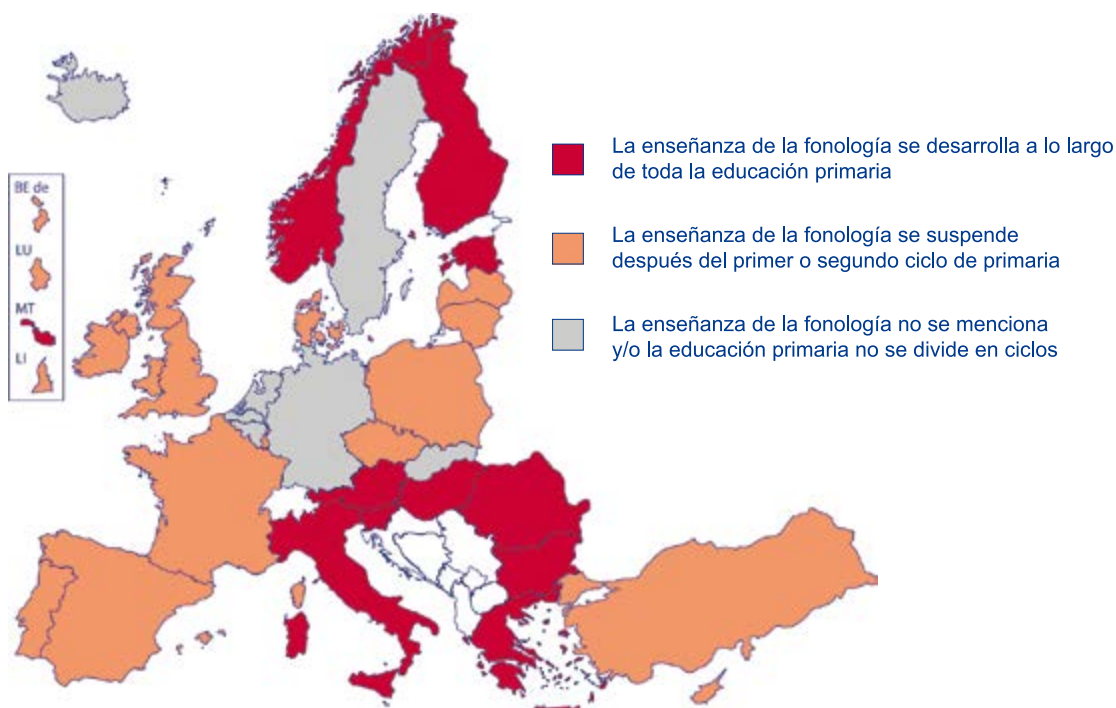 BE de
LU
MT
LI
La enseñanza de la fonología se desarrolla a lo largo
de toda la educación primaria
La enseñanza de la fonología se suspende
después del primer o segundo ciclo de primaria
La enseñanza de la fonología no se menciona
y/o la educación primaria no se divide en ciclos